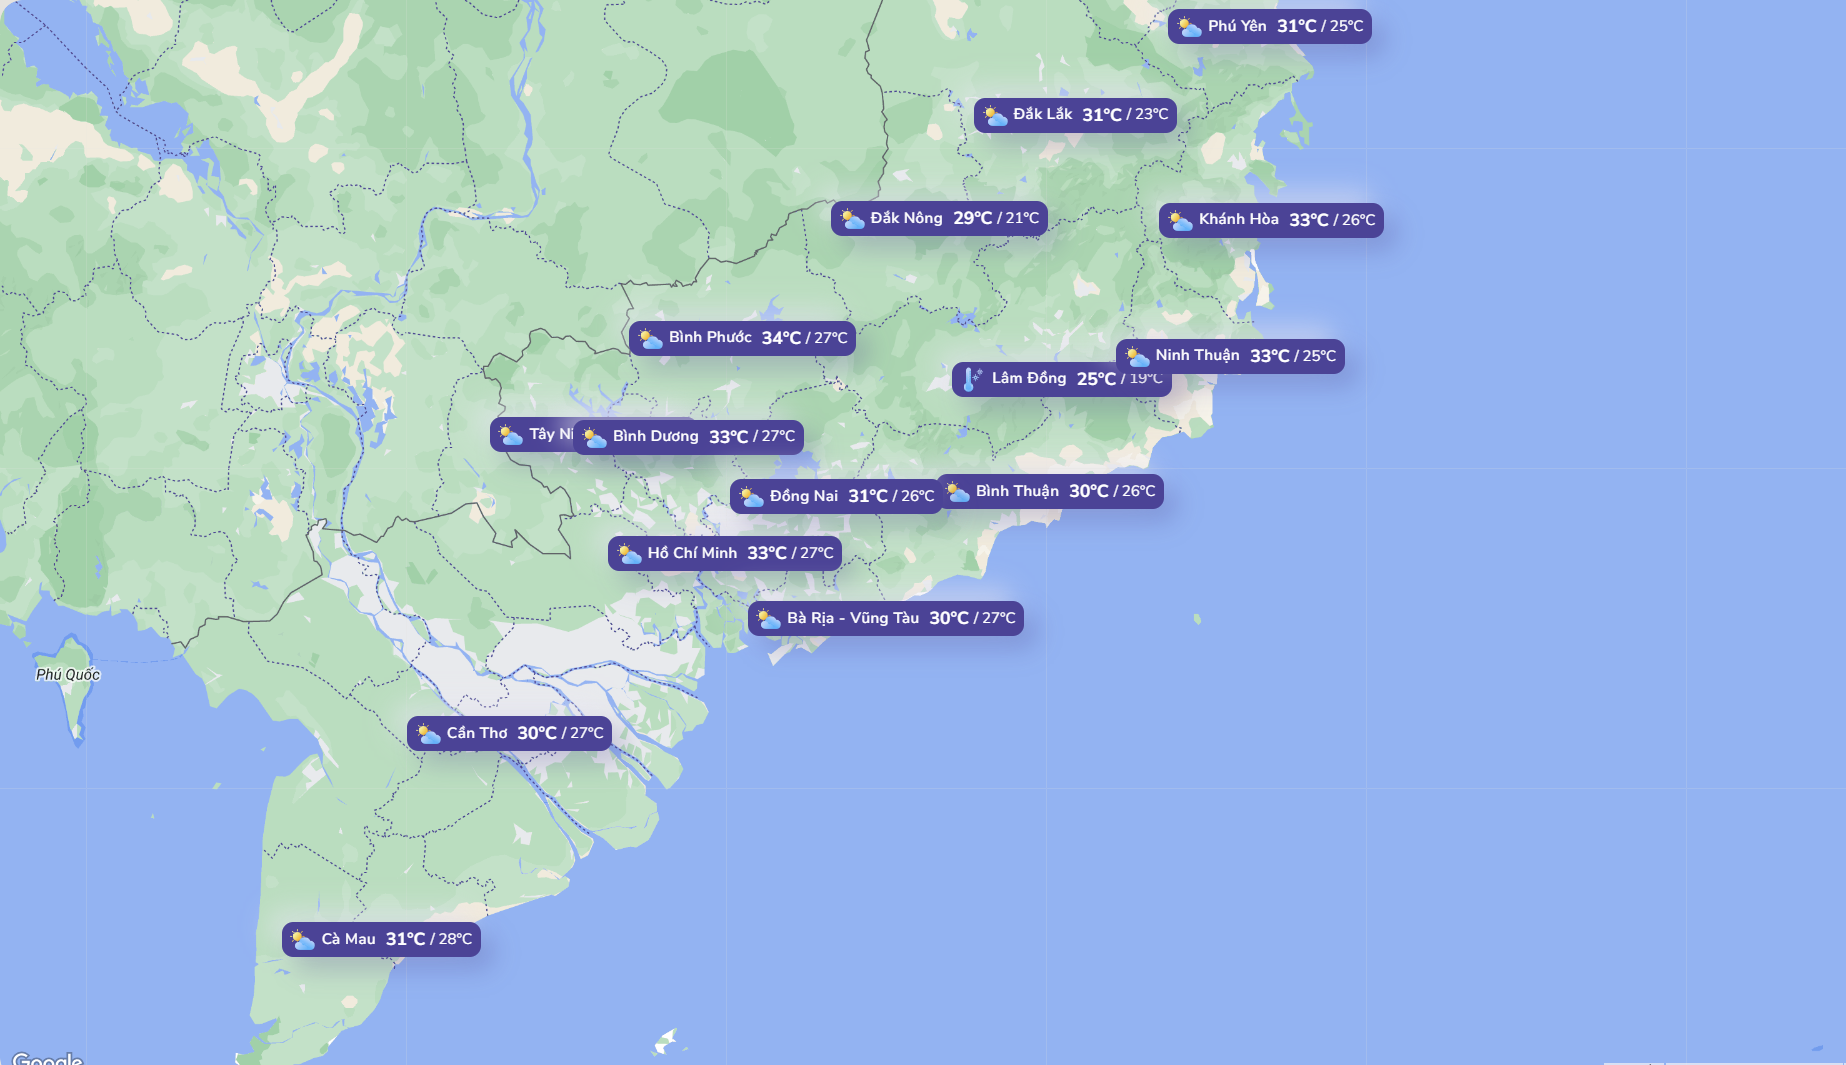 Phú Yên 31°C / 25°C
Đắk Lắk 31°C / 23°C
Đắk Nông 29°C / 21°C
Khánh Hòa 33°C / 26°C
Bình Phước 34°C / 27°C
Ninh Thuận 33°C / 25°C
Lâm Đồng 25°C / 19°C
Tây
Bình Dương 33°C / 27°C
Đồng Nai 31°C / 26°C
Bình Thuận 30°C / 26°C
Hồ Chí Minh 33°C / 27°C
Bà Rịa - Vũng Tàu 30°C / 27°C
Phú Quốc
Cần Thơ 30°C / 27°C
Cà Mau 31°C / 28°C
Google